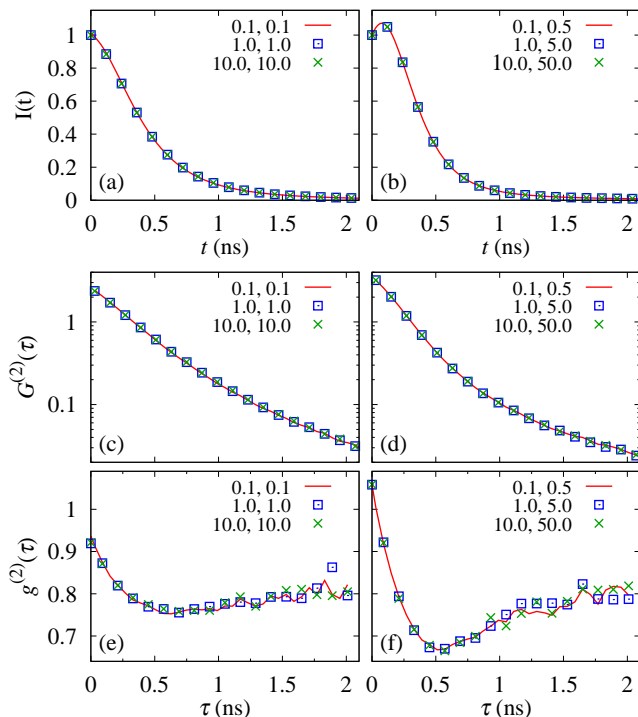 0.1, 0.1
1.0, 1.0
10.0, 10.0
0.1, 0.5
1.0, 5.0
10.0, 50.0
I(t)
1
0.8
0.6
0.4
0.2
0
(a)
(b)
0 0.5 1 1.5 2
0 0.5 1 1.5 2
t (ns)
t (ns)
0.1, 0.1
1.0, 1.0
10.0, 10.0
0.1, 0.5
1.0, 5.0
10.0, 50.0
G⁽²⁾(τ)
1
0.1
(c)
(d)
0.1, 0.1
1.0, 1.0
10.0, 10.0
0.1, 0.5
1.0, 5.0
10.0, 50.0
g⁽²⁾(τ)
1
0.9
0.8
0.7
(e)
(f)
0 0.5 1 1.5 2
0 0.5 1 1.5 2
τ (ns)
τ (ns)